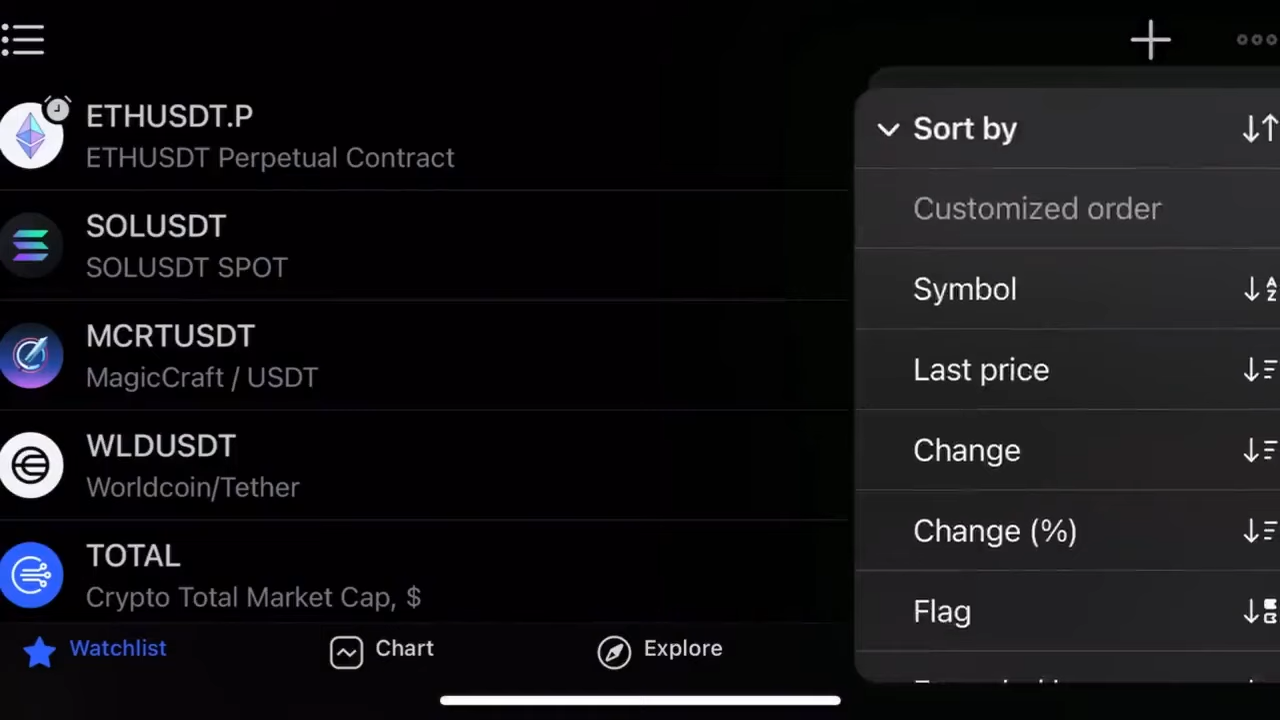 ETHUSDT.P
ETHUSDT Perpetual Contract
SOLUSDT
SOLUSDT SPOT
MCRTUSDT
MagicCraft / USDT
WLDUSDT
Worldcoin/Tether
TOTAL
Crypto Total Market Cap, $
Watchlist
Chart
Explore
Sort by
Customized order
Symbol
Last price
Change
Change (%)
Flag